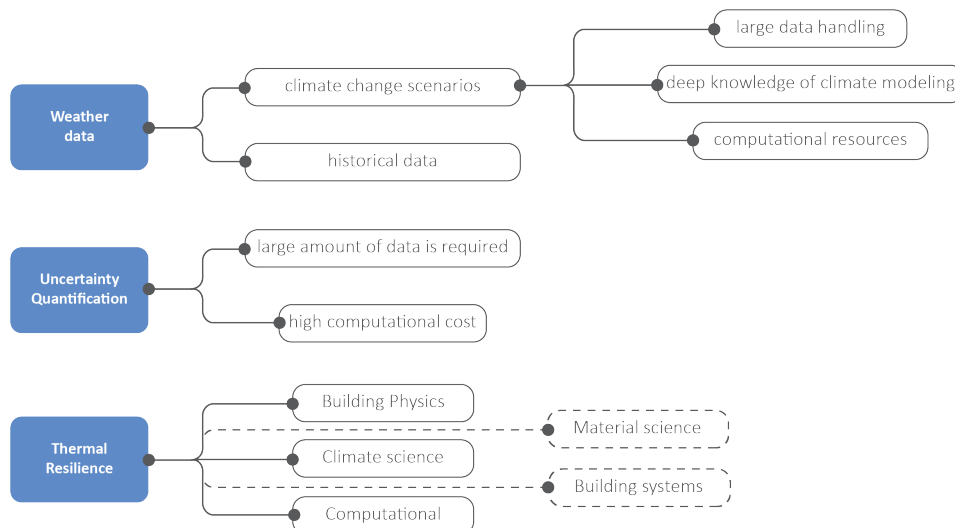 Weather
data
climate change scenarios
historical data
large data handling
deep knowledge of climate modeling
computational resources
Uncertainty
Quantification
large amount of data is required
high computational cost
Thermal
Resilience
Building Physics
Climate science
Computational
Material science
Building systems